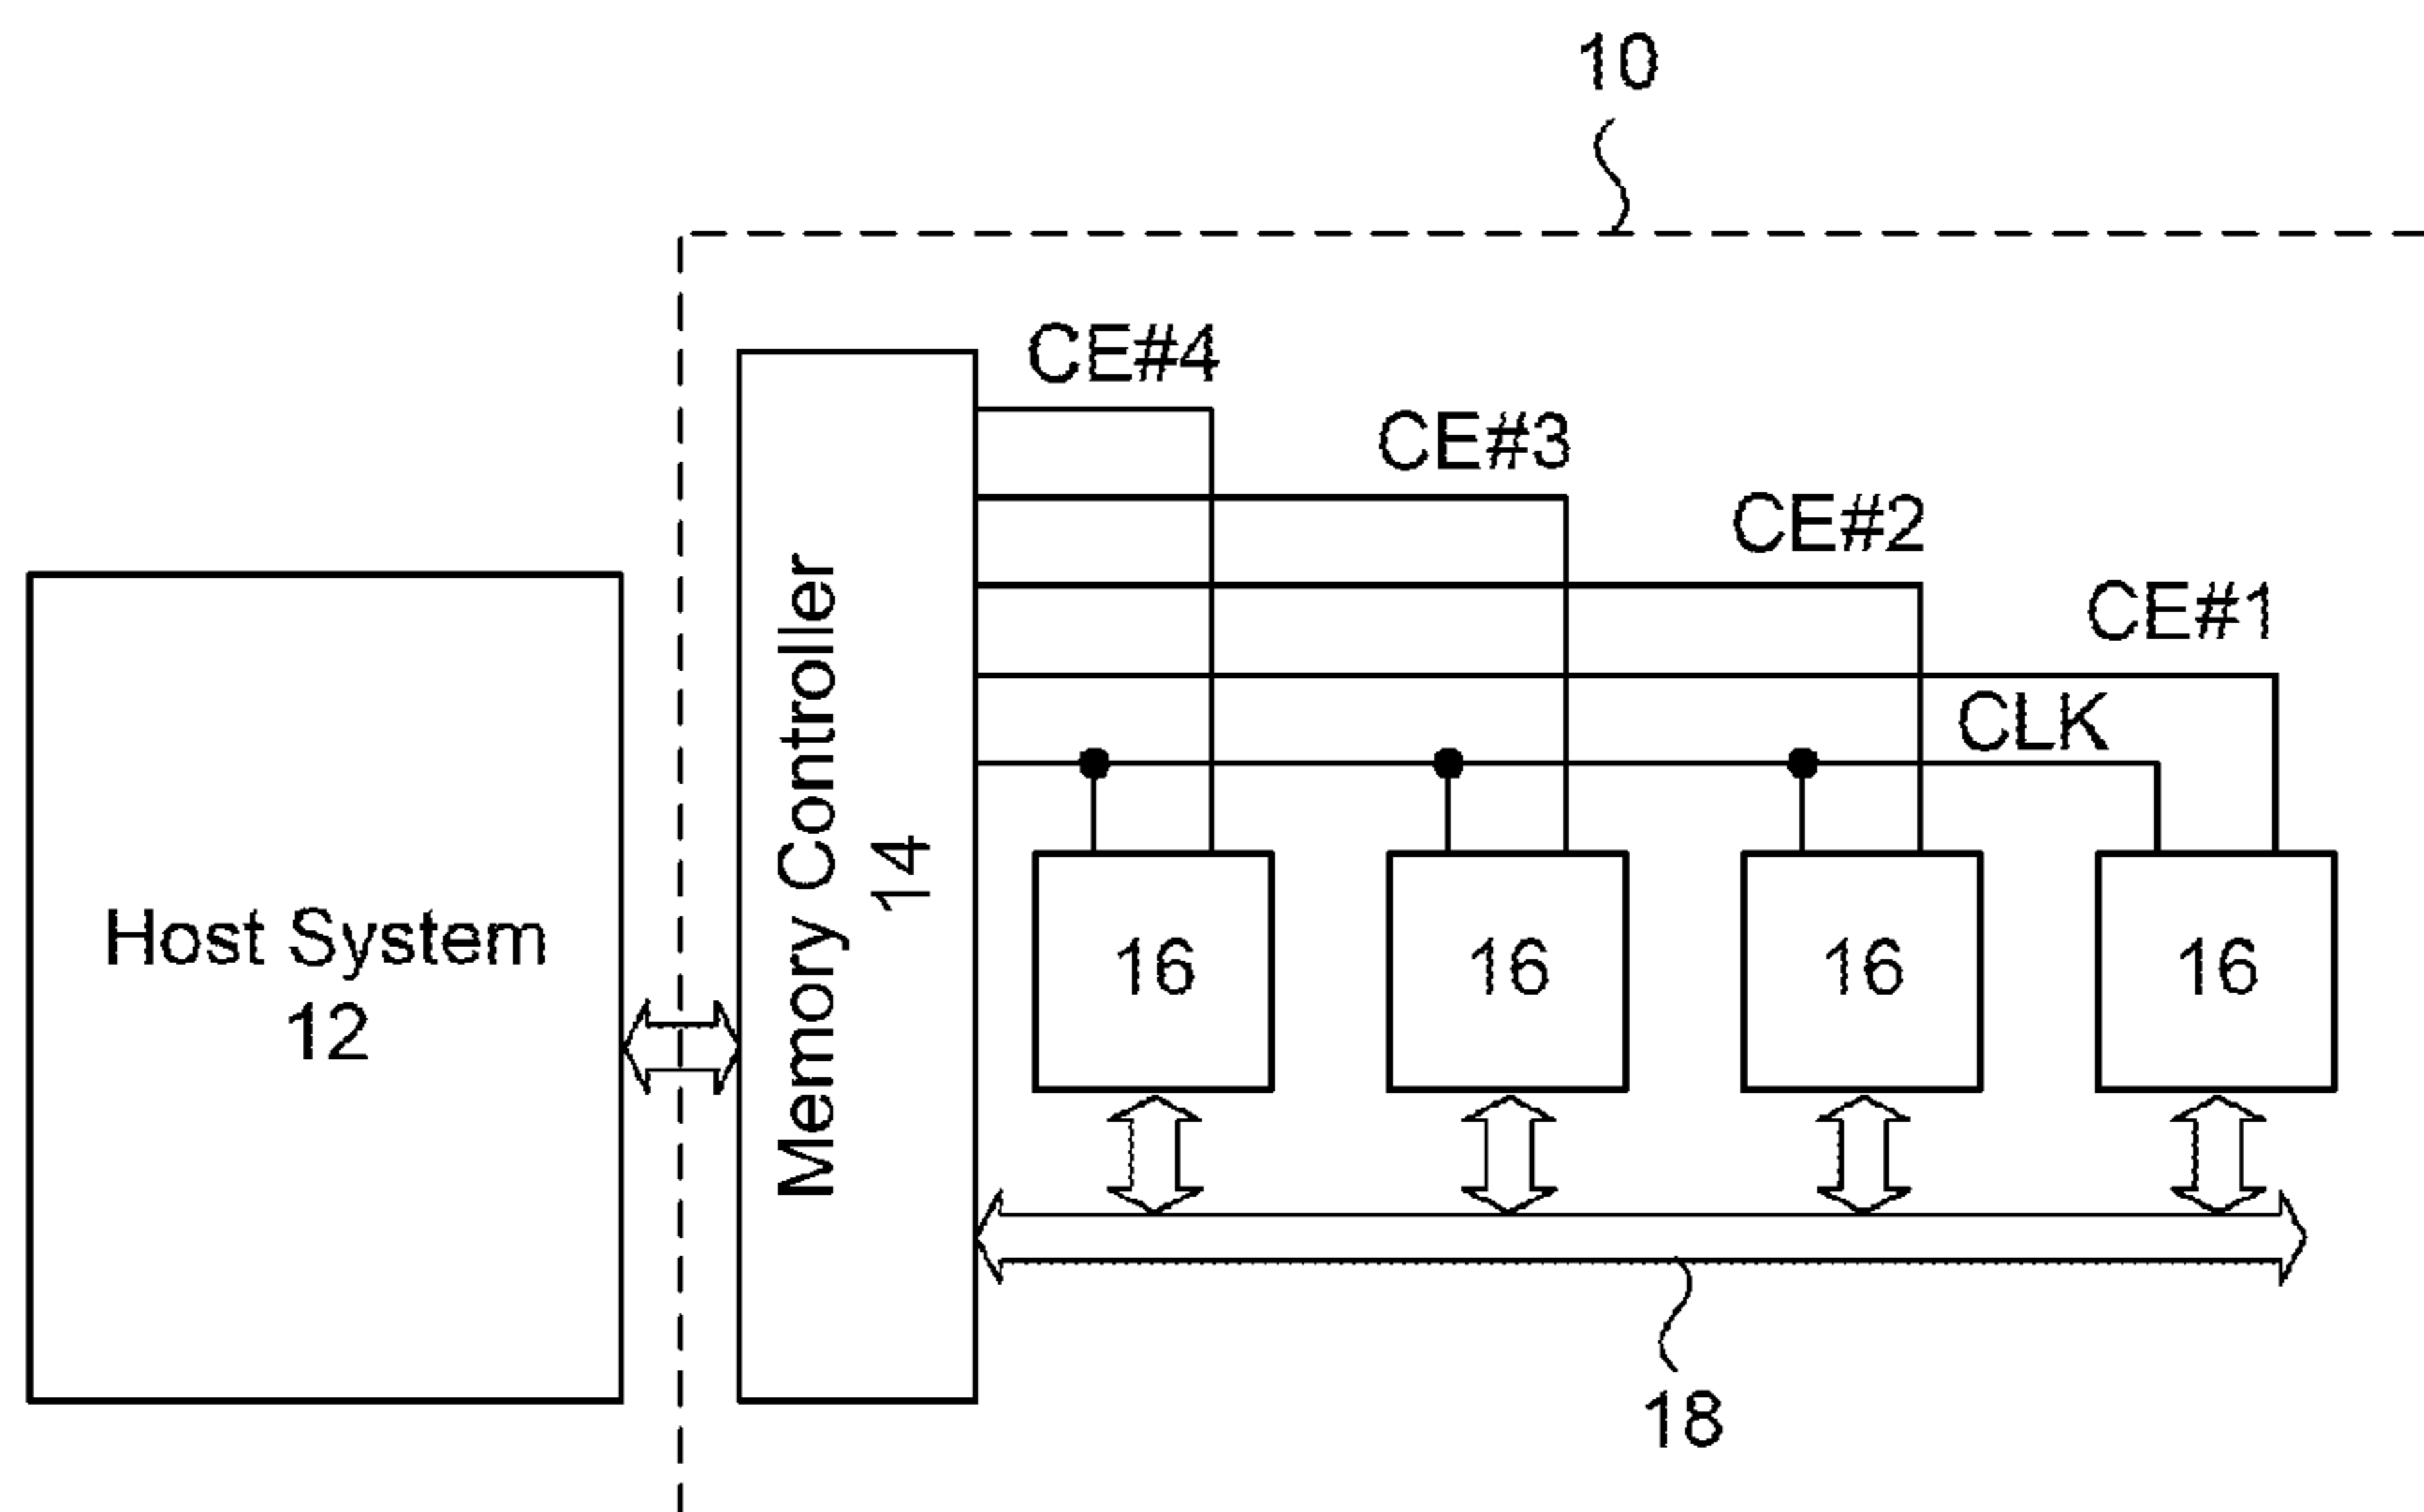 10
CE#4
CE#3
CE#2
CE#1
CLK
Host System
12
Memory Controller
14
16
16
16
16
18